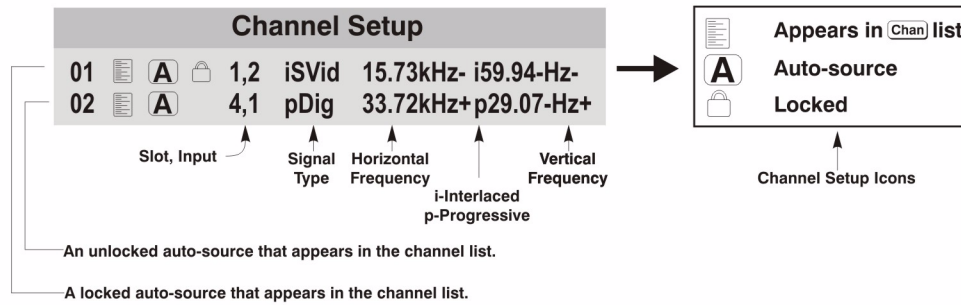 Channel Setup
01 A 1,2 iSVid 15.73kHz- i59.94-Hz-
02 A 4,1 pDig 33.72kHz+ p29.07-Hz+
Slot, Input
Signal
Type
Horizontal
Frequency
i-Interlaced
p-Progressive
Vertical
Frequency
An unlocked auto-source that appears in the channel list.
A locked auto-source that appears in the channel list.
Appears in Chan list
A Auto-source
Locked
Channel Setup Icons